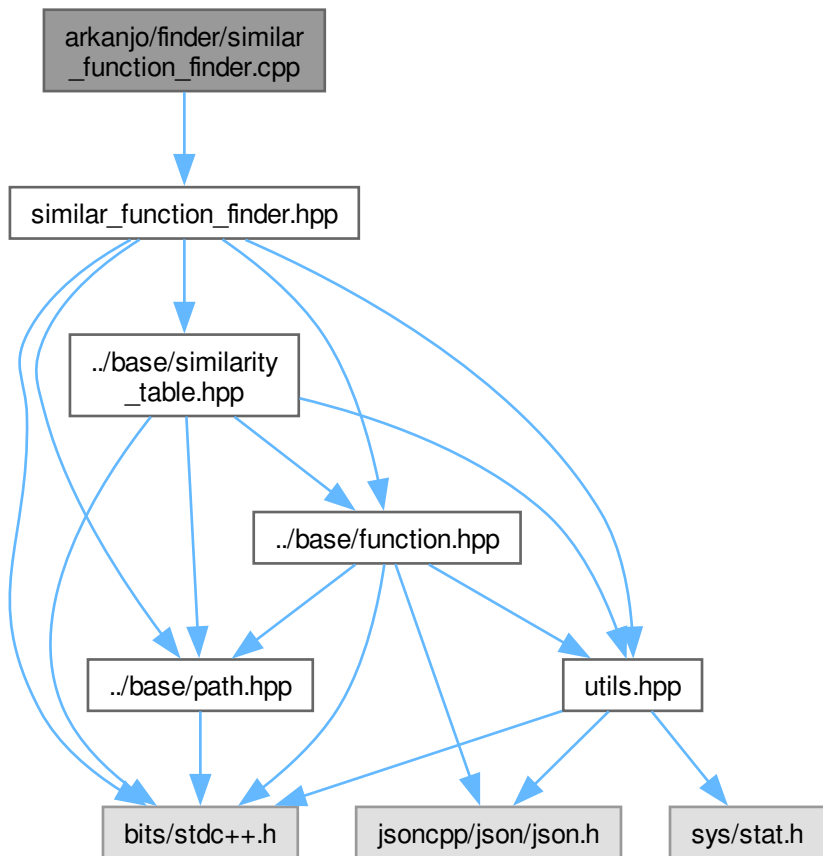 arkanjo/finder/similar
_function_finder.cpp
similar_function_finder.hpp
../base/similarity
_table.hpp
../base/function.hpp
../base/path.hpp
utils.hpp
bits/stdc++.h
jsoncpp/json/json.h
sys/stat.h